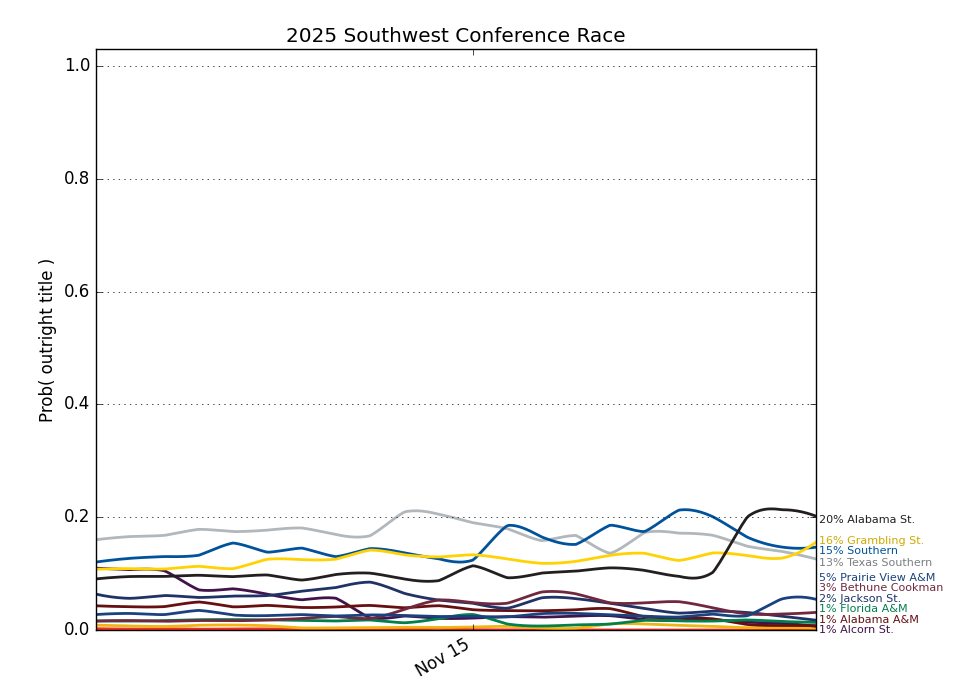 2025 Southwest Conference Race
Prob( outright title )
1.0
0.8
0.6
0.4
0.2
0.0
Nov 15
20% Alabama St.
16% Grambling St.
15% Southern
13% Texas Southern
5% Prairie View A&M
3% Bethune Cookman
2% Jackson St.
1% Florida A&M
1% Alabama A&M
1% Alcorn St.